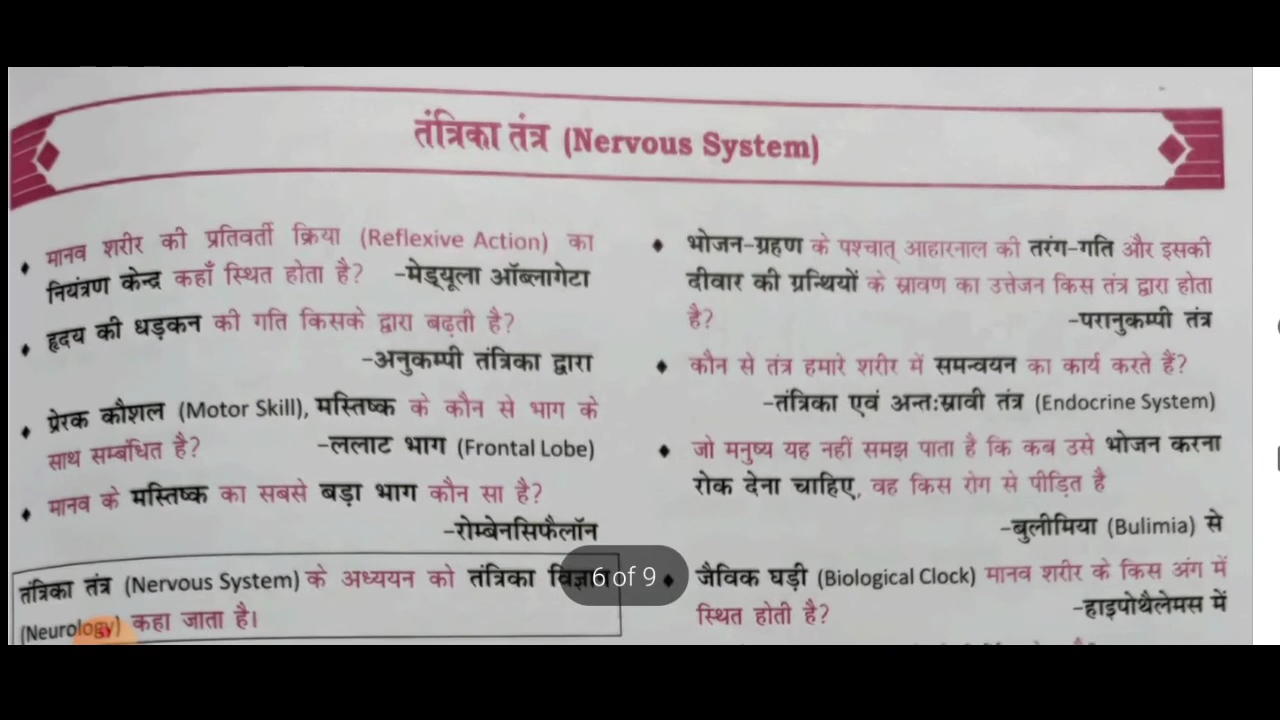 तंत्रिका तंत्र (Nervous System)
मानव शरीर की प्रतिवर्ती क्रिया (Reflexive Action) का
नियंत्रण केन्द्र कहाँ स्थित होता है? -मेड्यूला ऑब्लागेटा
हृदय की धड़कन की गति किसके द्वारा बढ़ती है?
-अनुकम्पी तंत्रिका द्वारा
प्रेरक कौशल (Motor Skill), मस्तिष्क के कौन से भाग के
साथ सम्बंधित है? -ललाट भाग (Frontal Lobe)
मानव के मस्तिष्क का सबसे बड़ा भाग कौन सा है?
-रोम्बेनसिफैलॉन
तंत्रिका तंत्र (Nervous System) के अध्ययन को तंत्रिका विज्ञान
(Neurology) कहा जाता है।
भोजन-ग्रहण के पश्चात् आहारनाल की तरंग-गति और इसकी
दीवार की ग्रन्थियों के स्रावण का उत्तेजन किस तंत्र द्वारा होता
है? -परानुकम्पी तंत्र
कौन से तंत्र हमारे शरीर में समन्वयन का कार्य करते हैं?
-तंत्रिका एवं अन्तःस्रावी तंत्र (Endocrine System)
जो मनुष्य यह नहीं समझ पाता है कि कब उसे भोजन करना
रोक देना चाहिए, वह किस रोग से पीड़ित है
-बुलीमिया (Bulimia) से
जैविक घड़ी (Biological Clock) मानव शरीर के किस अंग में
स्थित होती है? -हाइपोथैलेमस में
6 of 9